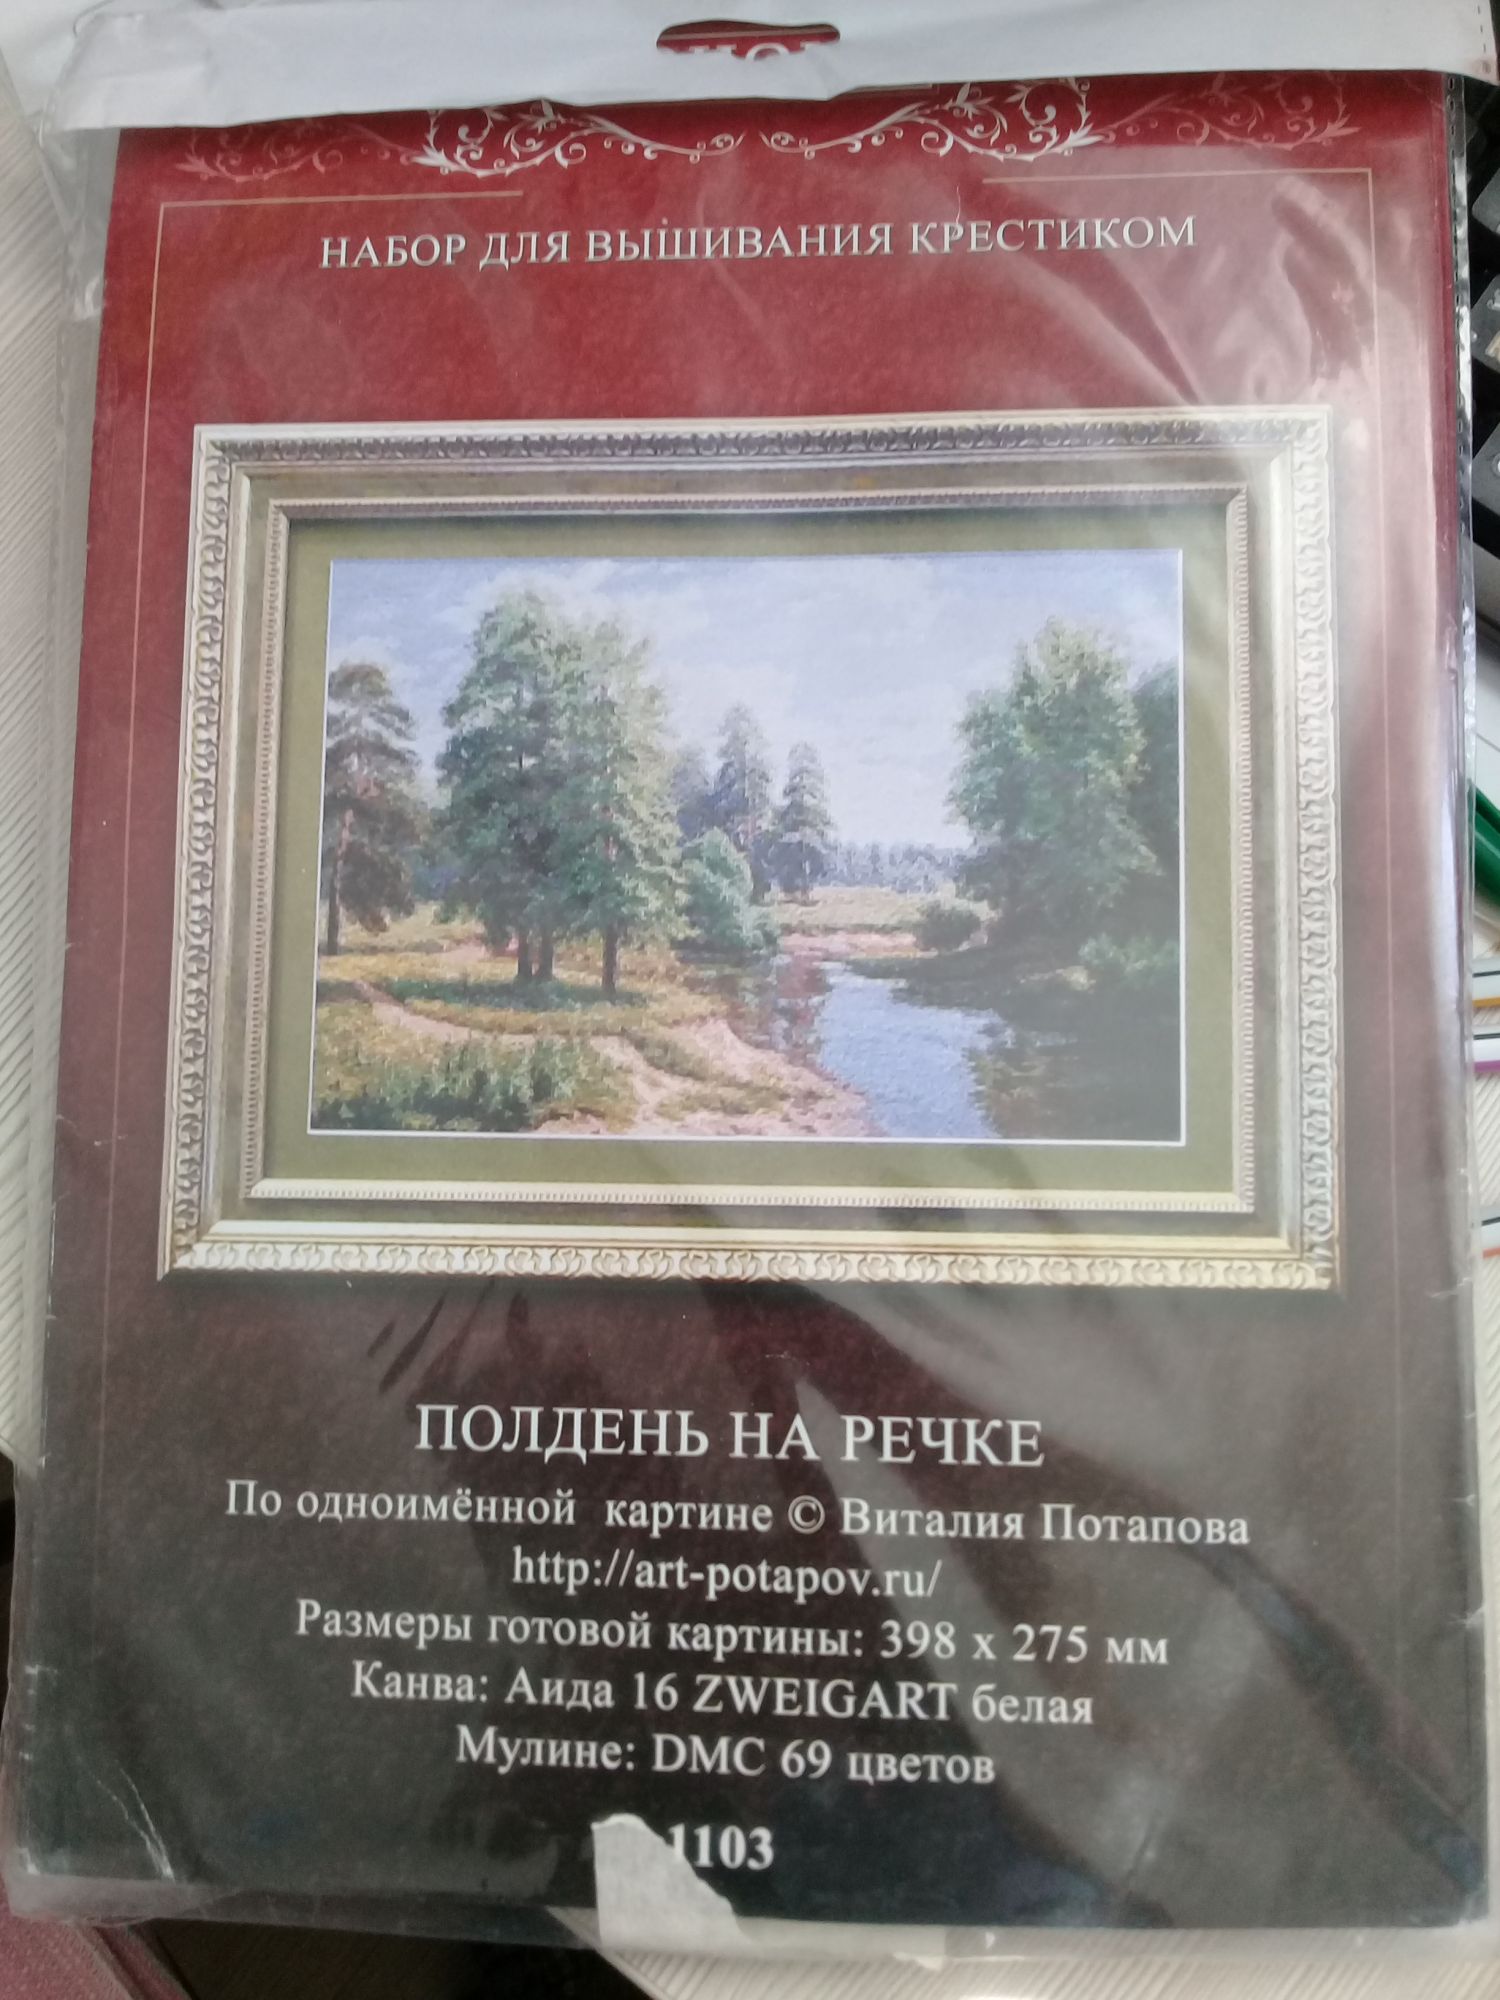 НАБОР ДЛЯ ВЫШИВАНИЯ КРЕСТИКОМ
ПОЛДЕНЬ НА РЕЧКЕ
По одноимённой картине © Виталия Потапова
http://art-potapov.ru/
Размеры готовой картины: 398 x 275 мм
Канва: Аида 16 ZWEIGART белая
Мулине: DMC 69 цветов
1103